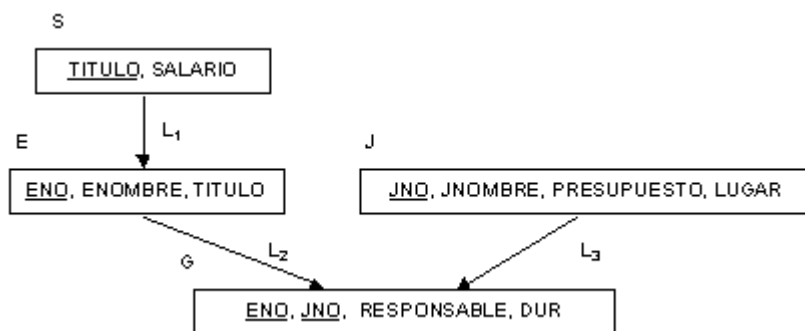 S
TITULO, SALARIO
L1
E
J
ENO, ENOMBRE, TITULO
JNO, JNOMBRE, PRESUPUESTO, LUGAR
L2
L3
G
ENO, JNO, RESPONSABLE, DUR